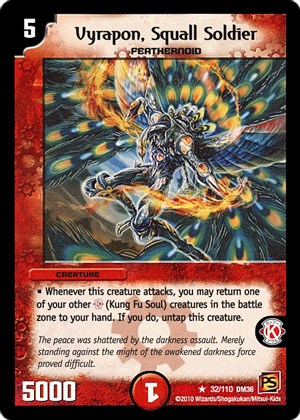 5
Vyrapon, Squall Soldier
FEATHERNOID
CREATURE
■ Whenever this creature attacks, you may return one
of your other (Kung Fu Soul) creatures in the battle
zone to your hand. If you do, untap this creature.
The peace was shattered by the darkness assault. Merely
standing against the might of the awakened darkness force
proved difficult.
K
5000
1
PS
★ 32/110 DM36
©2010 Wizards/Shogakukan/Mitsui-Kids